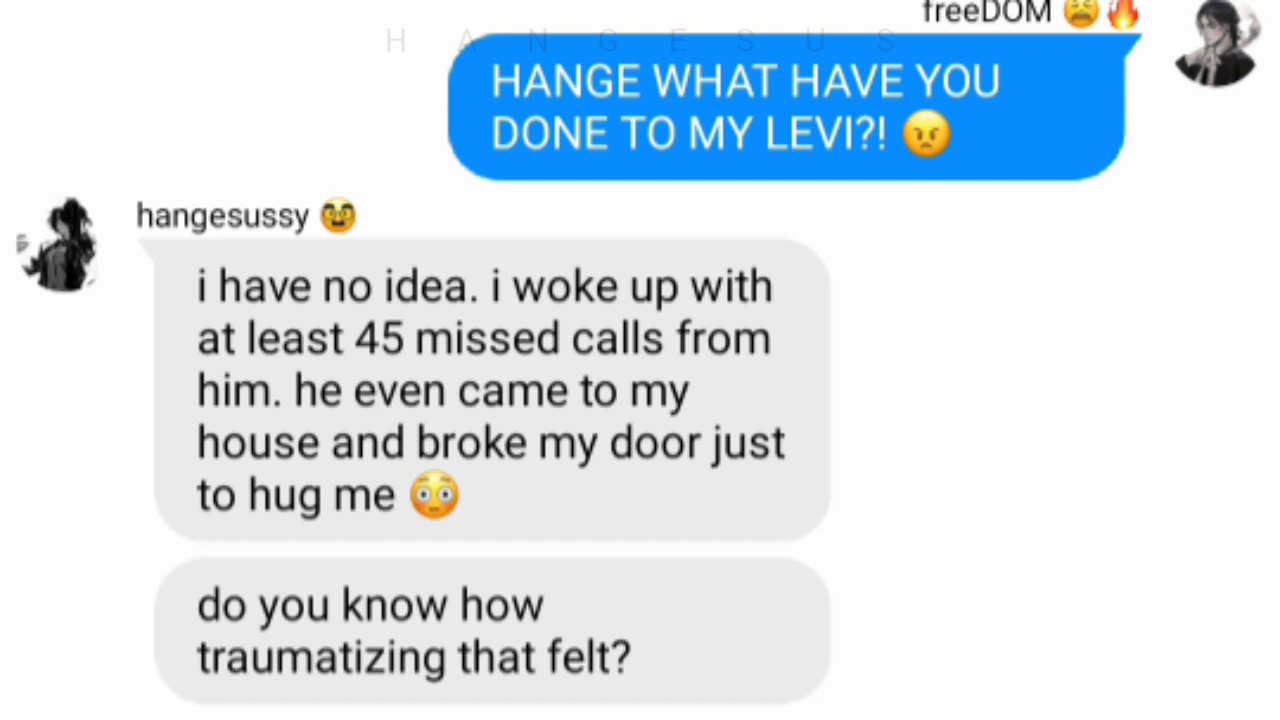 freeDOM 😫🔥
HANGESUS
HANGE WHAT HAVE YOU
DONE TO MY LEVI?! 😠
hangesussy 🥸
i have no idea. i woke up with
at least 45 missed calls from
him. he even came to my
house and broke my door just
to hug me 😳
do you know how
traumatizing that felt?